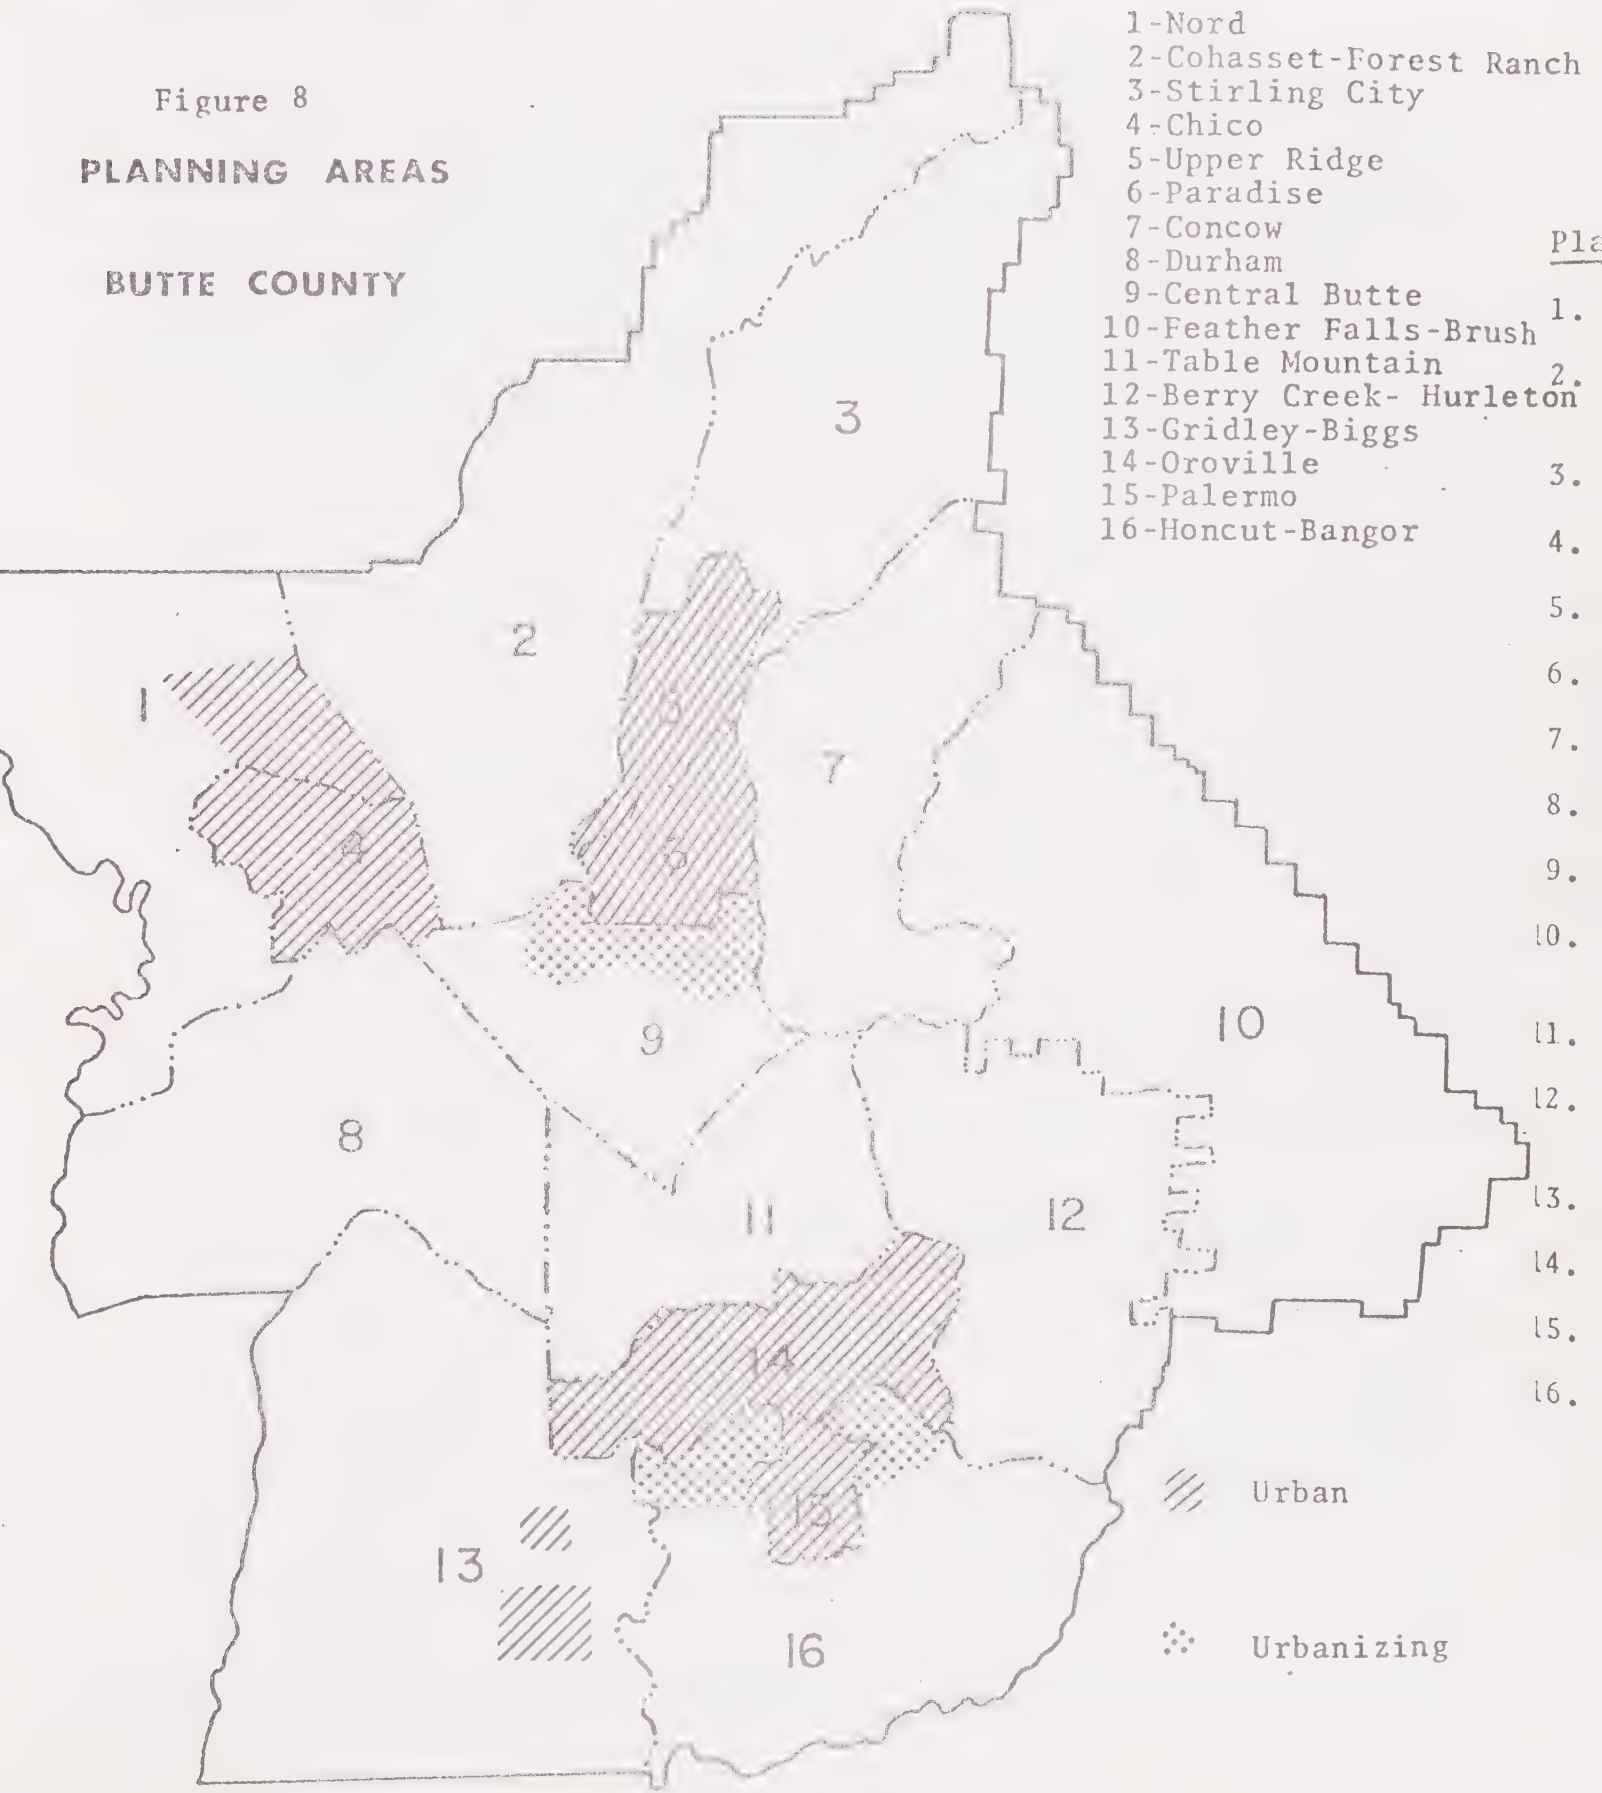 Figure 8
PLANNING AREAS
BUTTE COUNTY
1-Nord
2-Cohasset-Forest Ranch
3-Stirling City
4-Chico
5-Upper Ridge
6-Paradise
7-Concow
8-Durham
9-Central Butte
10-Feather Falls-Brush
11-Table Mountain
12-Berry Creek- Hurleton
13-Gridley-Biggs
14-Oroville
15-Palermo
16-Honcut-Bangor
Pla
1.
2.
3.
4.
5.
6.
7.
8.
9.
10.
11.
12.
13.
14.
15.
16.
3
2
5
1
7
4
6
9
10
8
11
12
14
15
13
16
Urban
Urbanizing